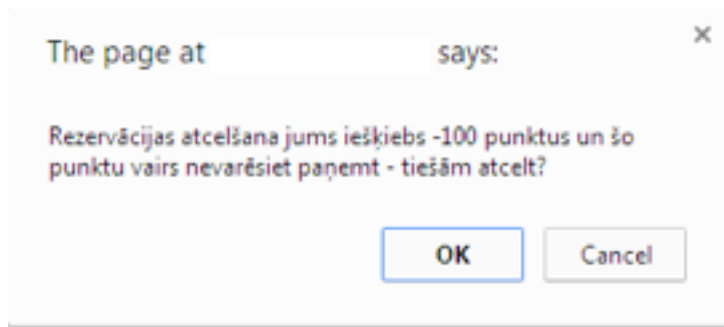 The page at says:
Rezervācijas atcelšana jums iešķiebs -100 punktus un šo
punktu vairs nevarēsiet paņemt - tiešām atcelt?
OK Cancel